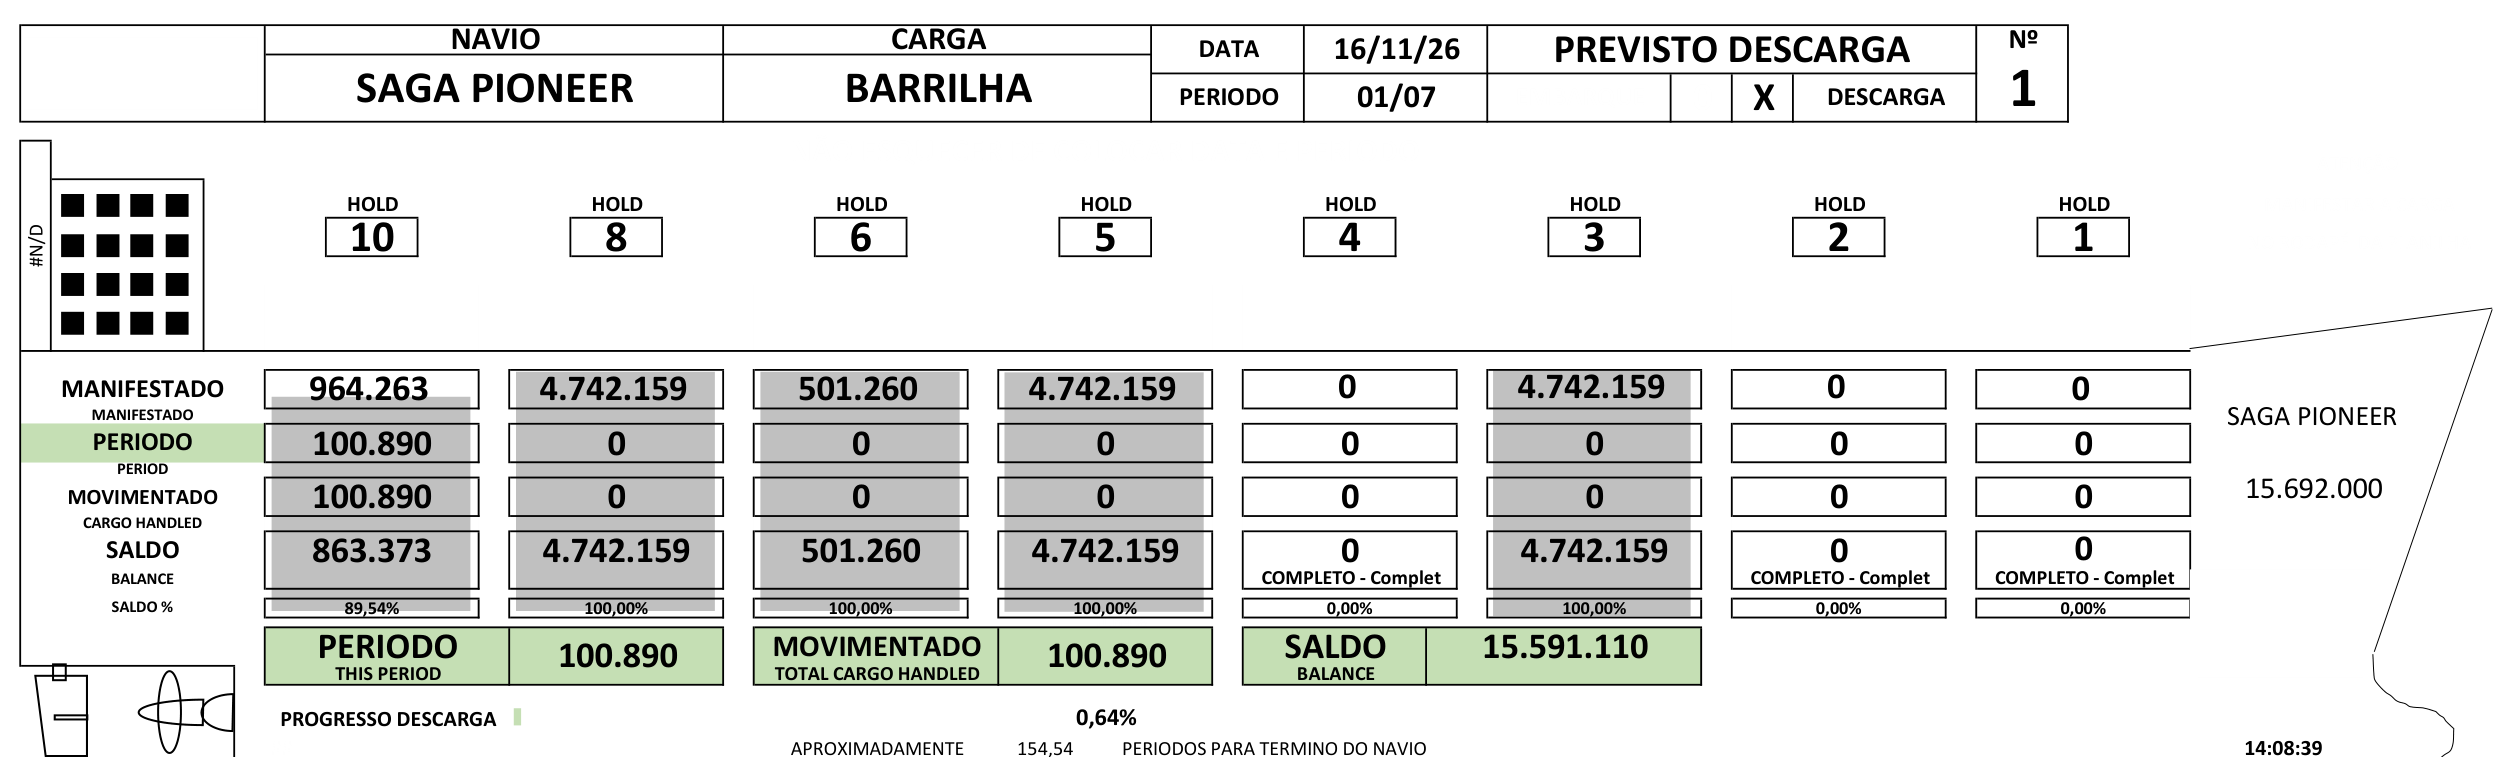 NAVIO CARGA DATA 16/11/26 PREVISTO DESCARGA Nº
SAGA PIONEER BARRILHA PERIODO 01/07 X DESCARGA 1
#N/D
HOLD HOLD HOLD HOLD HOLD HOLD HOLD HOLD
10 8 6 5 4 3 2 1
MANIFESTADO 964.263 4.742.159 501.260 4.742.159 0 4.742.159 0 0
MANIFESTADO
SAGA PIONEER
PERIODO 100.890 0 0 0 0 0 0 0
PERIOD
MOVIMENTADO 100.890 0 0 0 0 0 0 0
15.692.000
CARGO HANDLED
SALDO 863.373 4.742.159 501.260 4.742.159 0 4.742.159 0 0
BALANCE COMPLETO - Complet COMPLETO - Complet COMPLETO - Complet
SALDO % 89,54% 100,00% 100,00% 100,00% 0,00% 100,00% 0,00% 0,00%
PERIODO 100.890 MOVIMENTADO 100.890 SALDO 15.591.110
THIS PERIOD TOTAL CARGO HANDLED BALANCE
PROGRESSO DESCARGA 0,64%
APROXIMADAMENTE 154,54 PERIODOS PARA TERMINO DO NAVIO 14:08:39